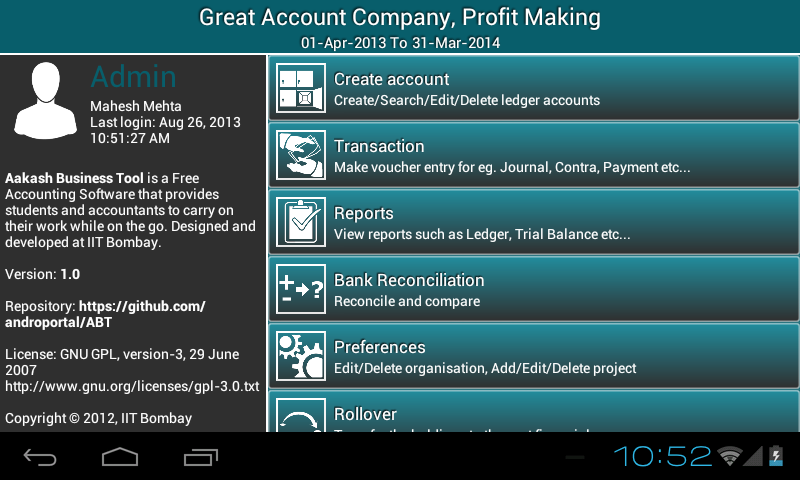 Great Account Company, Profit Making
01-Apr-2013 To 31-Mar-2014
Admin
Mahesh Mehta
Last login: Aug 26, 2013
10:51:27 AM
Aakash Business Tool is a Free
Accounting Software that provides
students and accountants to carry on
their work while on the go. Designed and
developed at IIT Bombay.
Version: 1.0
Repository: https://github.com/
androportal/ABT
License: GNU GPL, version-3, 29 June
2007
http://www.gnu.org/licenses/gpl-3.0.txt
Copyright © 2012, IIT Bombay
Create account
Create/Search/Edit/Delete ledger accounts
Transaction
Make voucher entry for eg. Journal, Contra, Payment etc...
Reports
View reports such as Ledger, Trial Balance etc...
Bank Reconciliation
Reconcile and compare
Preferences
Edit/Delete organisation, Add/Edit/Delete project
Rollover
10:52